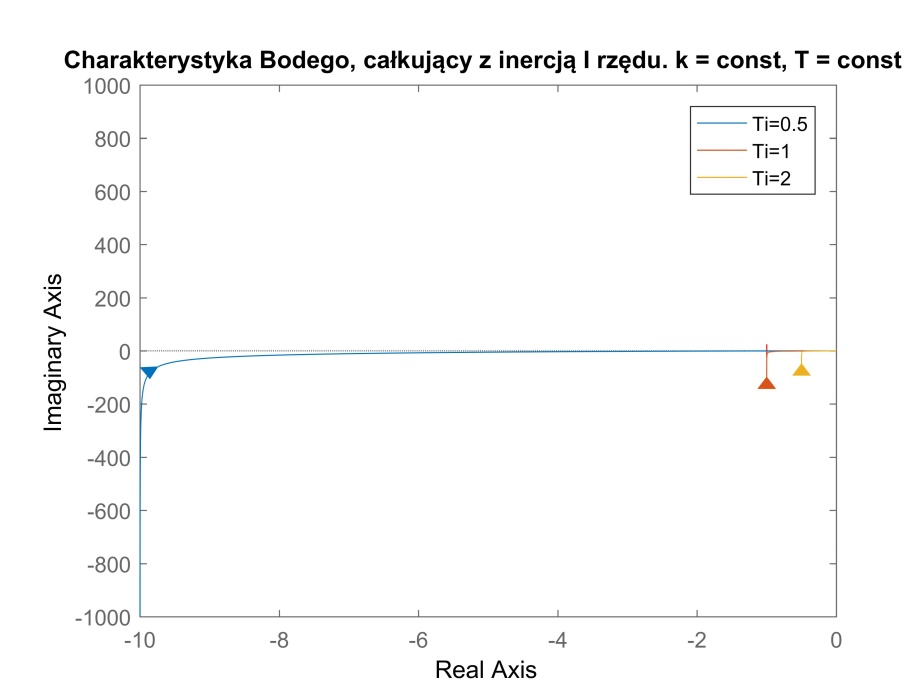 Charakterystyka Bodego, całkujący z inercją I rzędu. k = const, T = const
1000
800
600
400
200
0
-200
-400
-600
-800
-1000
Imaginary Axis
Ti=0.5
Ti=1
Ti=2
-10 -8 -6 -4 -2 0
Real Axis